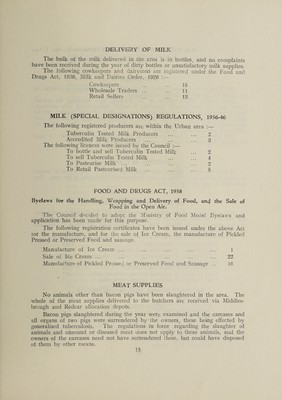 DELIVERY OF MILK
The bulk of the milk delivered in the area is in bottles, and no complaints
have been received during the year of dirty bottles or unsatisfactory milk supplies.
The following cowkeepers and dairymen are registered under the Food and
Drugs Act, 1938, Milk and Dairies Order, 1926 :—
Cowkeepers 15
Wholesale Traders 11
Retail Sellers 13
MILK (SPECIAL DESIGNATIONS) REGULATIONS, 1936-46
The following registered producers are within the Urban area :—
Tuberculin Tested Milk Producers ... 2
Accredited Milk Producers ... 3
The following licences were issued by the Council :—
To bottle and sell Tuberculin Tested Milk ... 2
To sell Tuberculin Tested Milk ... 2
To Pasteurise Milk ... 2
To Retail Pasteurised Milk ... 8
FOOD AND DRUGS ACT, 1938
Byelaws for the Handling, Wrapping and Delivery of Food, and the Sale of
Food in the Open Air.
The Council decided to adopt the Ministry of Food Model Byelaws and
application has been made for this purpose.
The following registration certificates have been issued under the above Act
for the manufacture, and for the sale of Ice Cream, the manufacture of Pickled
Pressed or Preserved Food and sausage.
Manufacture of Ice Cream ... 1
Sale of Ice Cream ... 22
Manufacture of Pickled Pressed or Preserved Food and Sausage ... 16
MEAT SUPPLIES
No animals other than bacon pigs have been slaughtered in the area. The
whole of the meat supplies delivered to the butchers are received via Middles-
brough and Redcar allocation depots.
Bacon pigs slaughtered during the year were examined and the carcases and
all organs of two pigs were surrendered by the owners, these being affected by
generalised tuberculosis. The regulations in force regarding the slaughter of
animals and unsound or diseased meat does not apply to these animals, and the
owners of the carcases need not have surrendered these, but could have disposed
of them by other means.